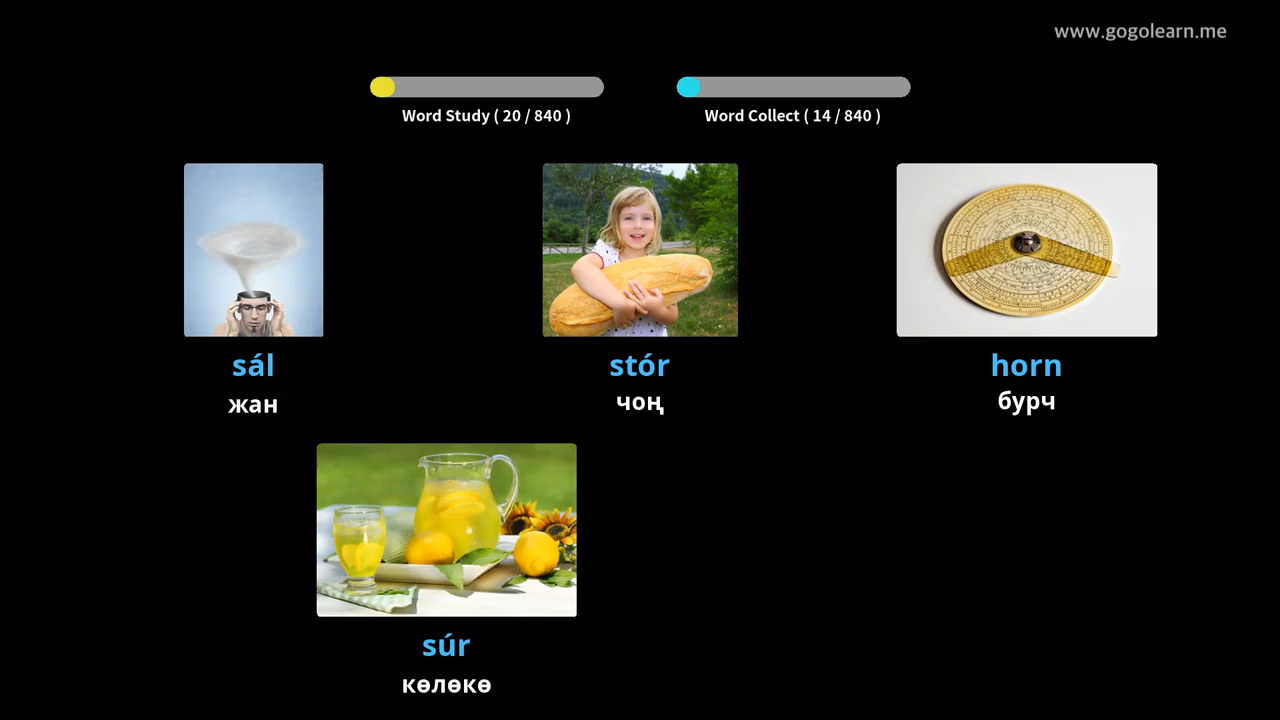 www.gogolearn.me
Word Study ( 20 / 840 )
Word Collect ( 14 / 840 )
sál
жан
stór
чоң
horn
бурч
súr
көлөкө